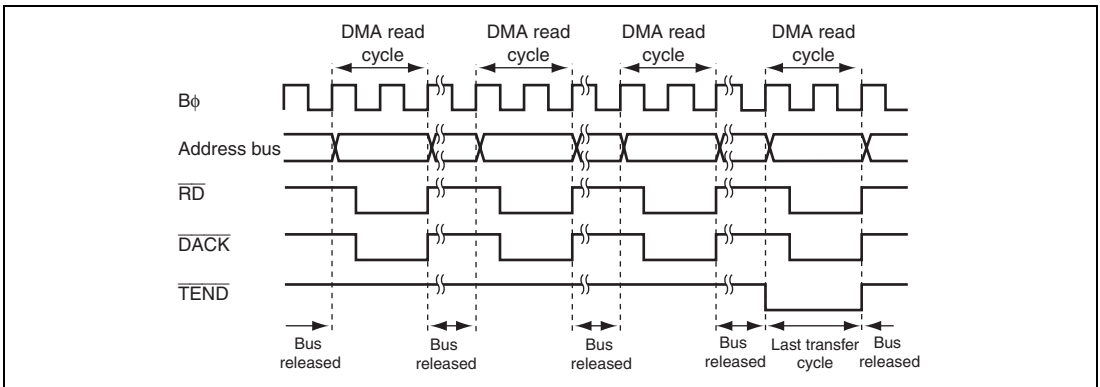 DMA read cycle
DMA read cycle
DMA read cycle
DMA read cycle
Bϕ
Address bus
RD
DACK
TEND
Bus released
Bus released
Bus released
Bus released
Last transfer cycle
Bus released